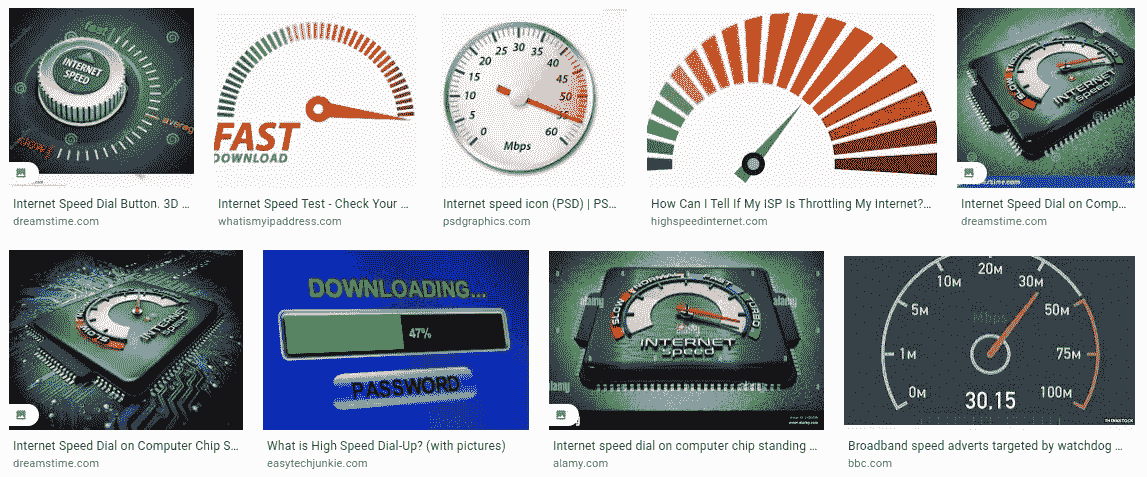 INTERNET
SPEED
FAST
DOWNLOAD
0
5
10
15
20
25
30
35
40
45
50
55
60
Mbps
SLOW
INTERNET
Speed
Internet Speed Dial Button. 3D ...
dreamstime.com
Internet Speed Test - Check Your ...
whatismyipaddress.com
Internet speed icon (PSD) | PS...
psdgraphics.com
How Can I Tell If My ISP Is Throttling My Internet?...
highspeedinternet.com
Internet Speed Dial on Comp...
dreamstime.com
SLOW
INTERNET
Speed
DOWNLOADING...
47%
PASSWORD
SLOW
NORMAL
FAST
TURBO
INTERNET
Speed
alamy
alamy
alamy
0M
1M
5M
10M
20M
30M
50M
75M
100M
Mbps
30.15
THINKSTOCK
Internet Speed Dial on Computer Chip S...
dreamstime.com
What is High Speed Dial-Up? (with pictures)
easytechjunkie.com
Internet speed dial on computer chip standing ...
alamy.com
Broadband speed adverts targeted by watchdog ...
bbc.com